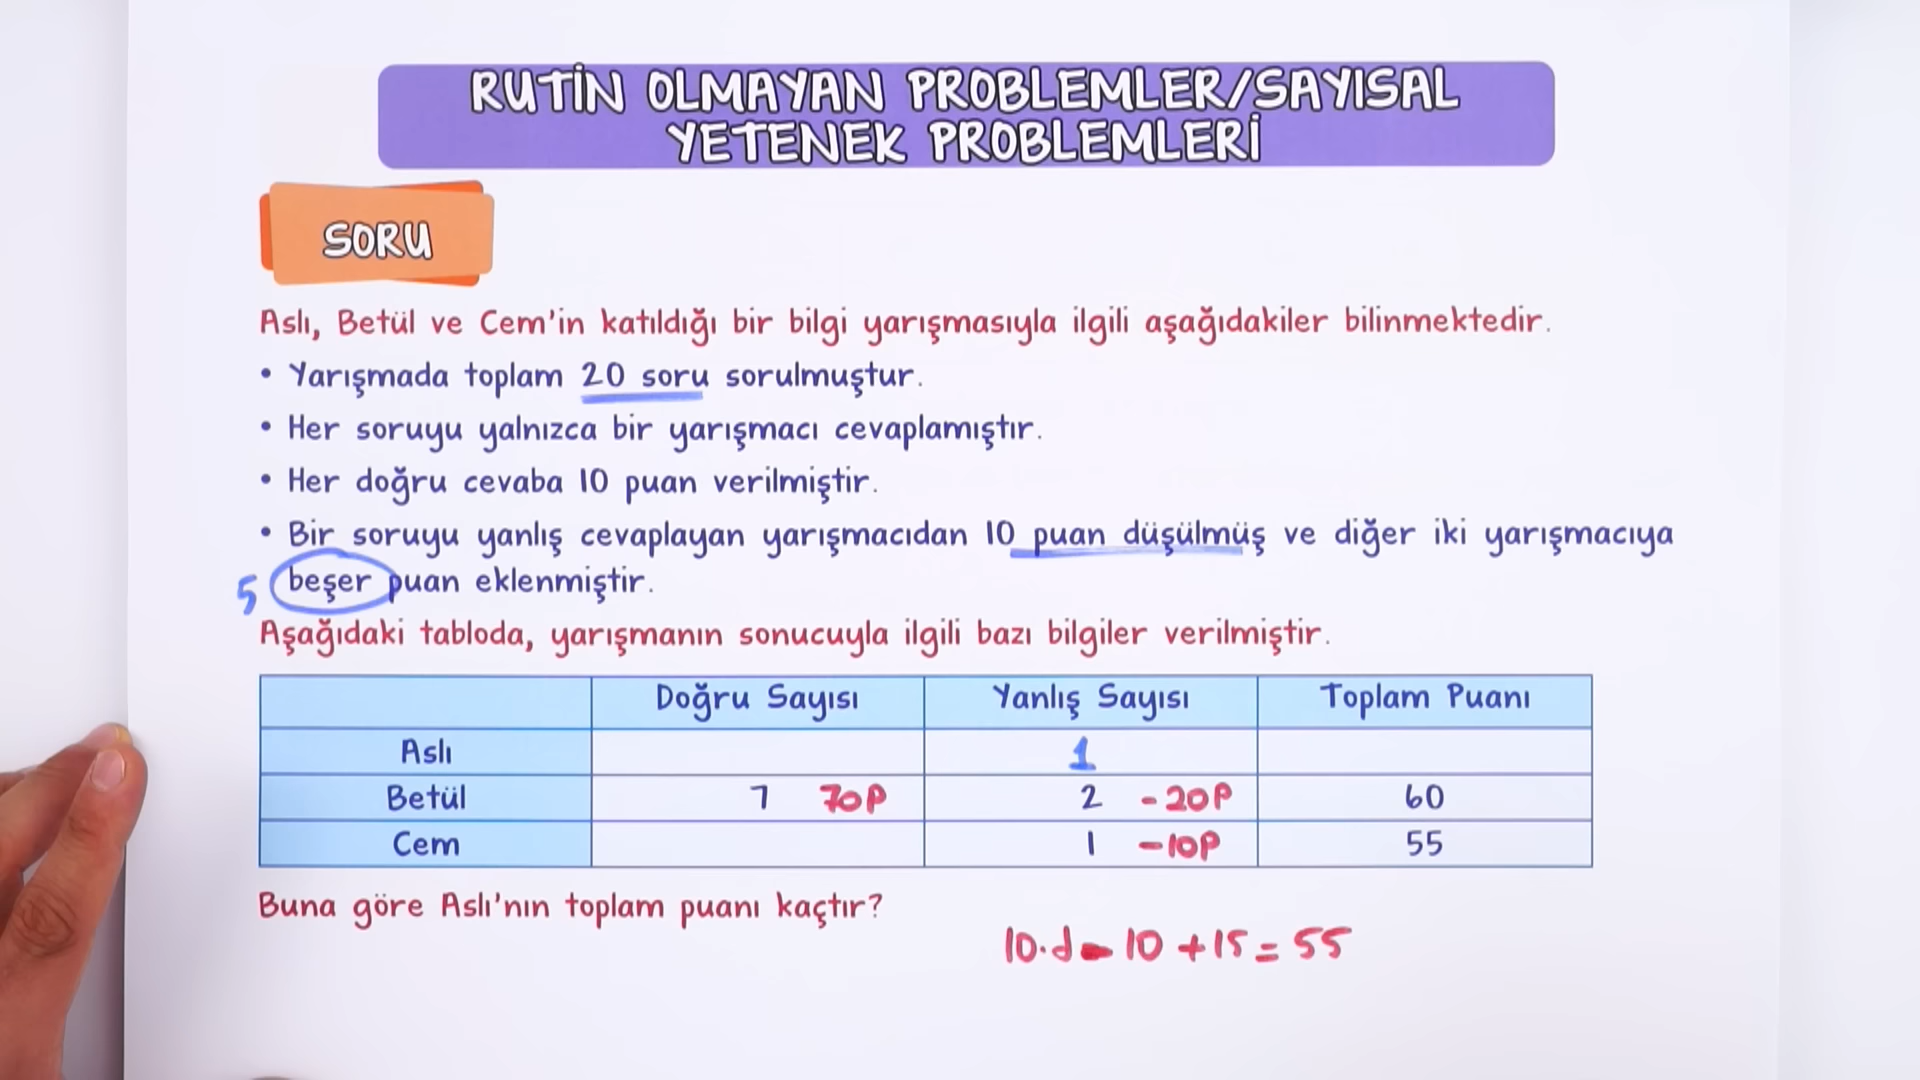 RUTİN OLMAYAN PROBLEMLER/SAYISAL
YETENEK PROBLEMLERİ
SORU
Aslı, Betül ve Cem'in katıldığı bir bilgi yarışmasıyla ilgili aşağıdakiler bilinmektedir.
• Yarışmada toplam 20 soru sorulmuştur.
• Her soruyu yalnızca bir yarışmacı cevaplamıştır.
• Her doğru cevaba 10 puan verilmiştir.
• Bir soruyu yanlış cevaplayan yarışmacıdan 10 puan düşülmüş ve diğer iki yarışmacıya
5 beşer puan eklenmiştir.
Aşağıdaki tabloda, yarışmanın sonucuyla ilgili bazı bilgiler verilmiştir.
Doğru Sayısı Yanlış Sayısı Toplam Puanı
Aslı 1
Betül 7 70P 2 -20P 60
Cem 1 -10P 55
Buna göre Aslı'nın toplam puanı kaçtır?
10.d - 10 + 15 = 55